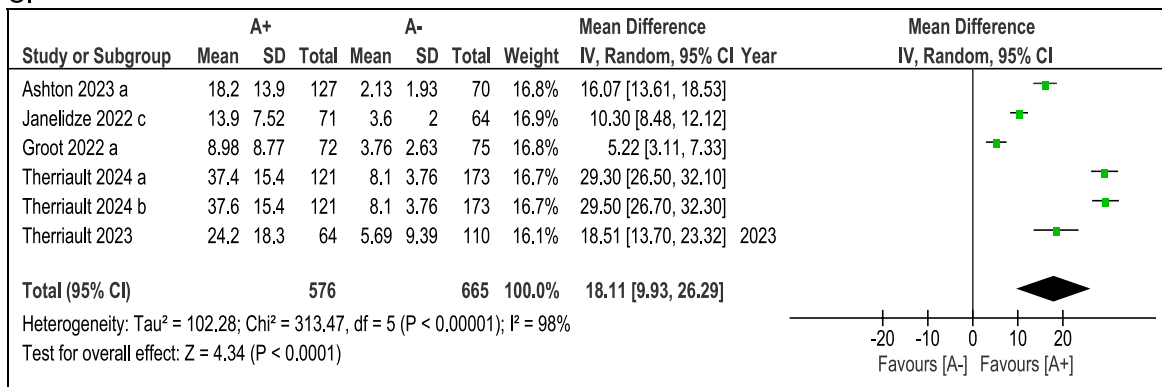 A+ A- Mean Difference Mean Difference
Study or Subgroup Mean SD Total Mean SD Total Weight IV, Random, 95% CI Year IV, Random, 95% CI
Ashton 2023 a 18.2 13.9 127 2.13 1.93 70 16.8% 16.07 [13.61, 18.53]
Janelidze 2022 c 13.9 7.52 71 3.6 2 64 16.9% 10.30 [8.48, 12.12]
Groot 2022 a 8.98 8.77 72 3.76 2.63 75 16.8% 5.22 [3.11, 7.33]
Therriault 2024 a 37.4 15.4 121 8.1 3.76 173 16.7% 29.30 [26.50, 32.10]
Therriault 2024 b 37.6 15.4 121 8.1 3.76 173 16.7% 29.50 [26.70, 32.30]
Therriault 2023 24.2 18.3 64 5.69 9.39 110 16.1% 18.51 [13.70, 23.32] 2023
Total (95% CI) 576 665 100.0% 18.11 [9.93, 26.29]
Heterogeneity: Tau² = 102.28; Chi² = 313.47, df = 5 (P < 0.00001); I² = 98%
Test for overall effect: Z = 4.34 (P < 0.0001)
-20 -10 0 10 20
Favours [A-] Favours [A+]